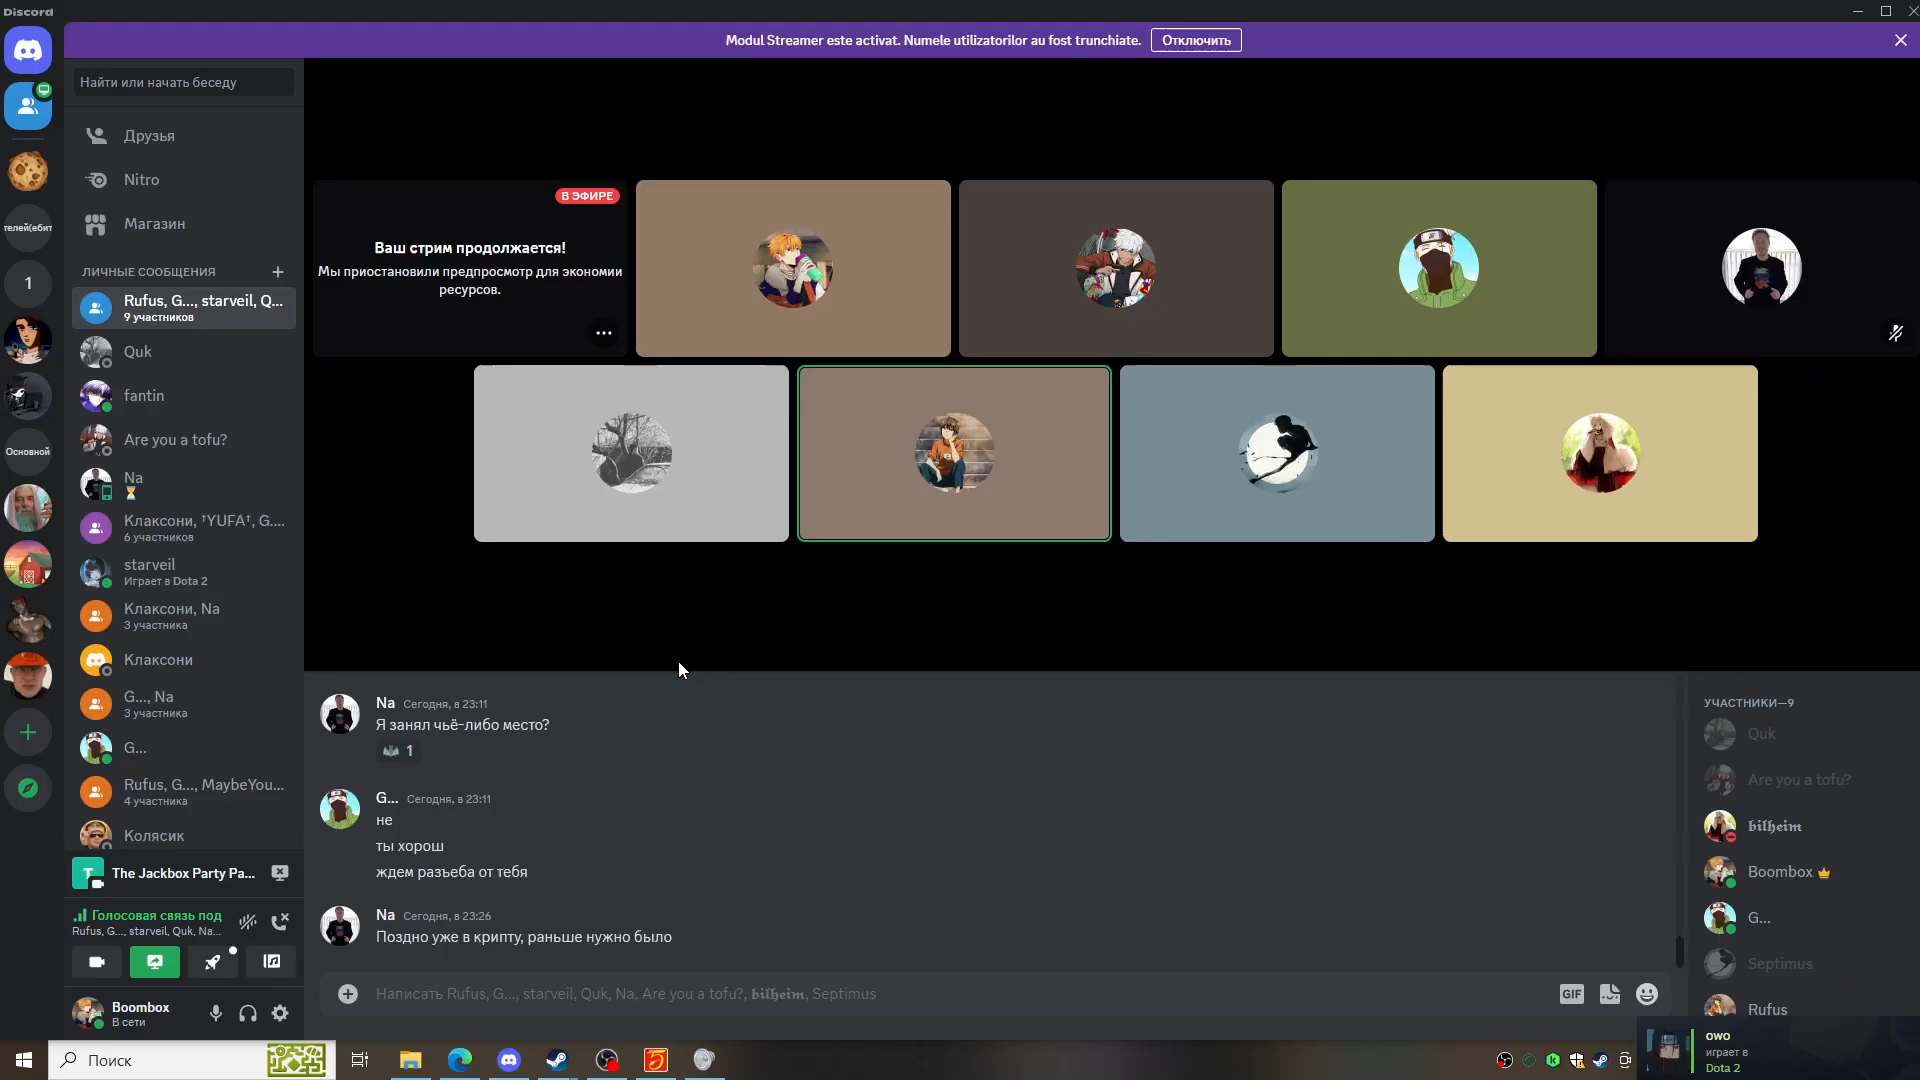 Discord
Modul Streamer este activat. Numele utilizatorilor au fost trunchiate.
Отключить
Найти или начать беседу
Друзья
Nitro
Магазин
ЛИЧНЫЕ СООБЩЕНИЯ
Rufus, G..., starveil, Q...
9 участников
Quk
fantin
Are you a tofu?
Na
⏳
Клаксони, †YUFA†, G....
6 участников
starveil
Играет в Dota 2
Клаксони, Na
3 участника
Клаксони
G..., Na
3 участника
G...
Rufus, G..., MaybeYou...
4 участника
Колясик
телей(ебит
1
Основной
The Jackbox Party Pa...
Голосовая связь под
Rufus, G..., starveil, Quk, Na...
Boombox
В сети
В ЭФИРЕ
Ваш стрим продолжается!
Мы приостановили предпросмотр для экономии
ресурсов.
Na Сегодня, в 23:11
Я занял чьё-либо место?
1
G... Сегодня, в 23:11
не
ты хорош
ждем разъеба от тебя
Na Сегодня, в 23:26
Поздно уже в крипту, раньше нужно было
Написать Rufus, G..., starveil, Quk, Na, Are you a tofu?, 𝖇𝖎𝖑𝖍𝖊𝖎𝖒, Septimus
GIF
УЧАСТНИКИ—9
Quk
Are you a tofu?
𝖇𝖎𝖑𝖍𝖊𝖎𝖒
Boombox
G...
Septimus
Rufus
Поиск
5
owo
играет в
Dota 2